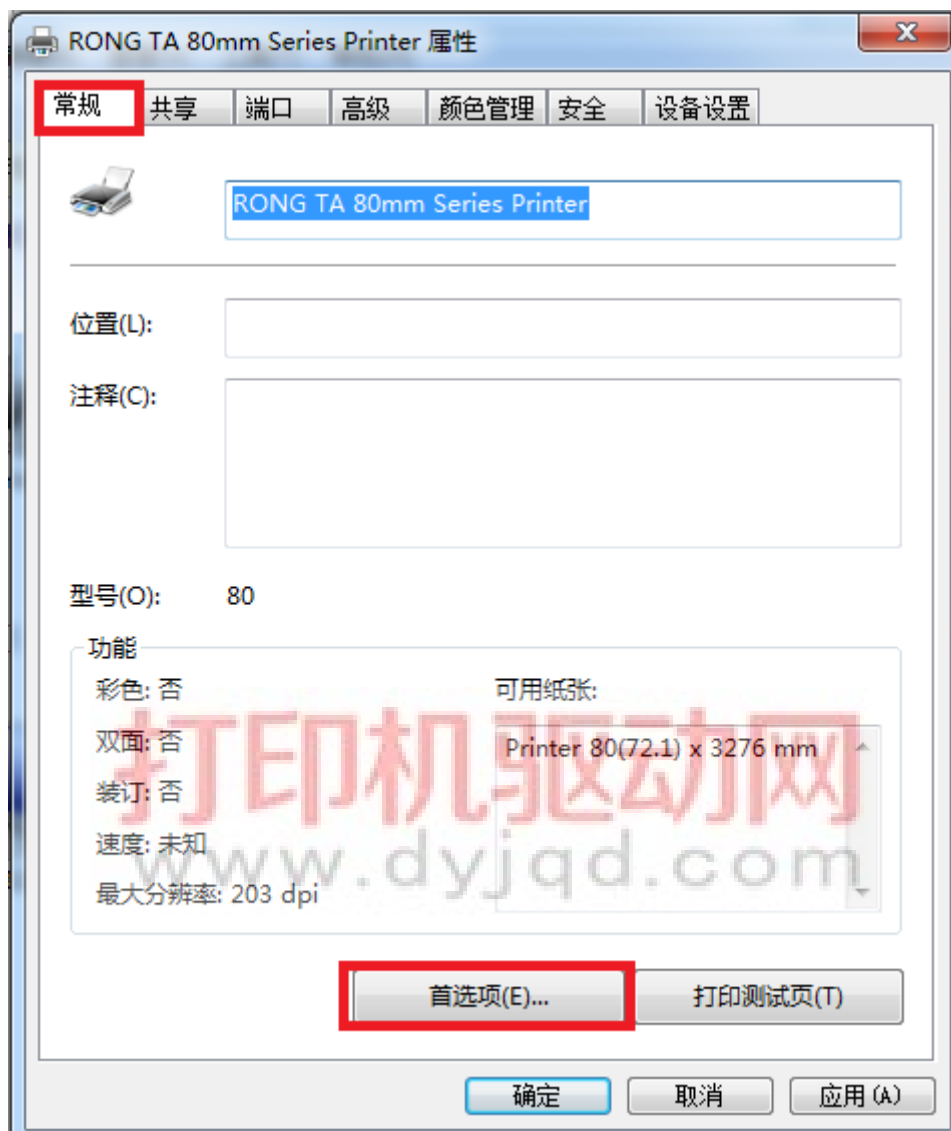 RONG TA 80mm Series Printer 属性
常规 共享 端口 高级 颜色管理 安全 设备设置
RONG TA 80mm Series Printer
位置(L):
注释(C):
型号(O): 80
功能
彩色: 否 可用纸张:
双面: 否 Printer 80(72.1) x 3276 mm
装订: 否
速度: 未知
最大分辨率: 203 dpi
打印机驱动网
www.dyjqd.com
首选项(E)... 打印测试页(T)
确定 取消 应用(A)